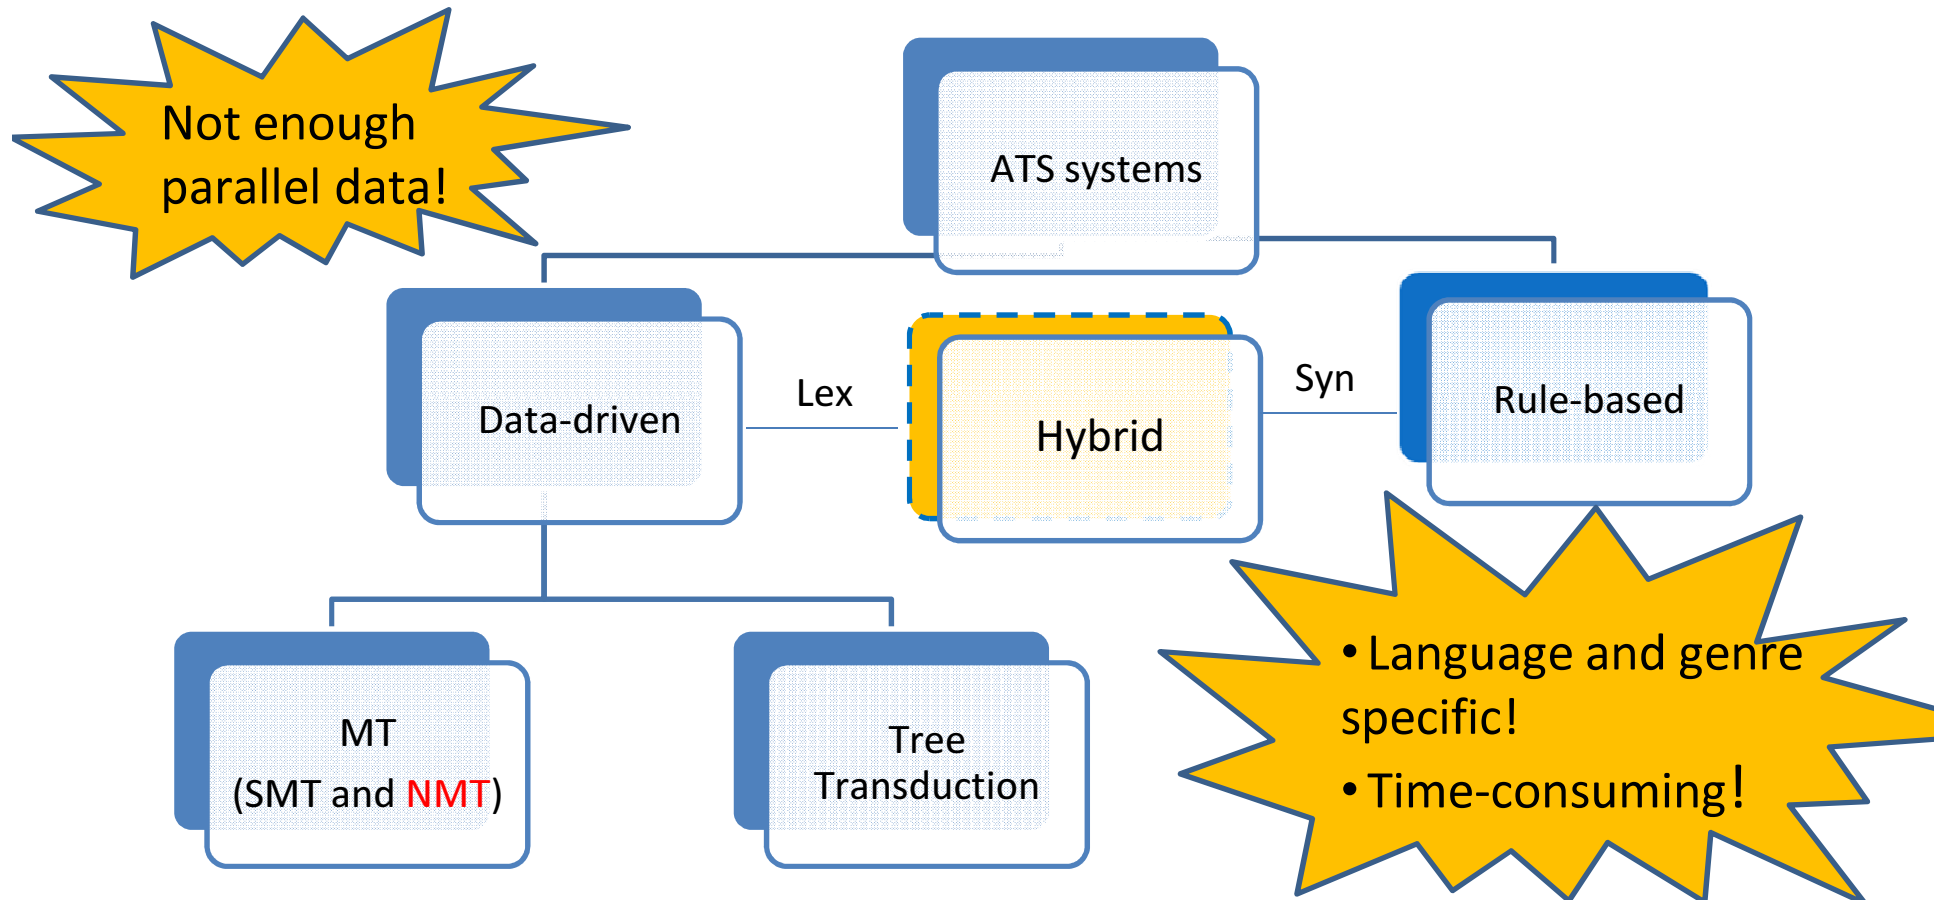 Not enough
parallel data!
ATS systems
Data-driven
Lex
Hybrid
Syn
Rule-based
MT
(SMT and NMT)
Tree
Transduction
• Language and genre
specific!
• Time-consuming!